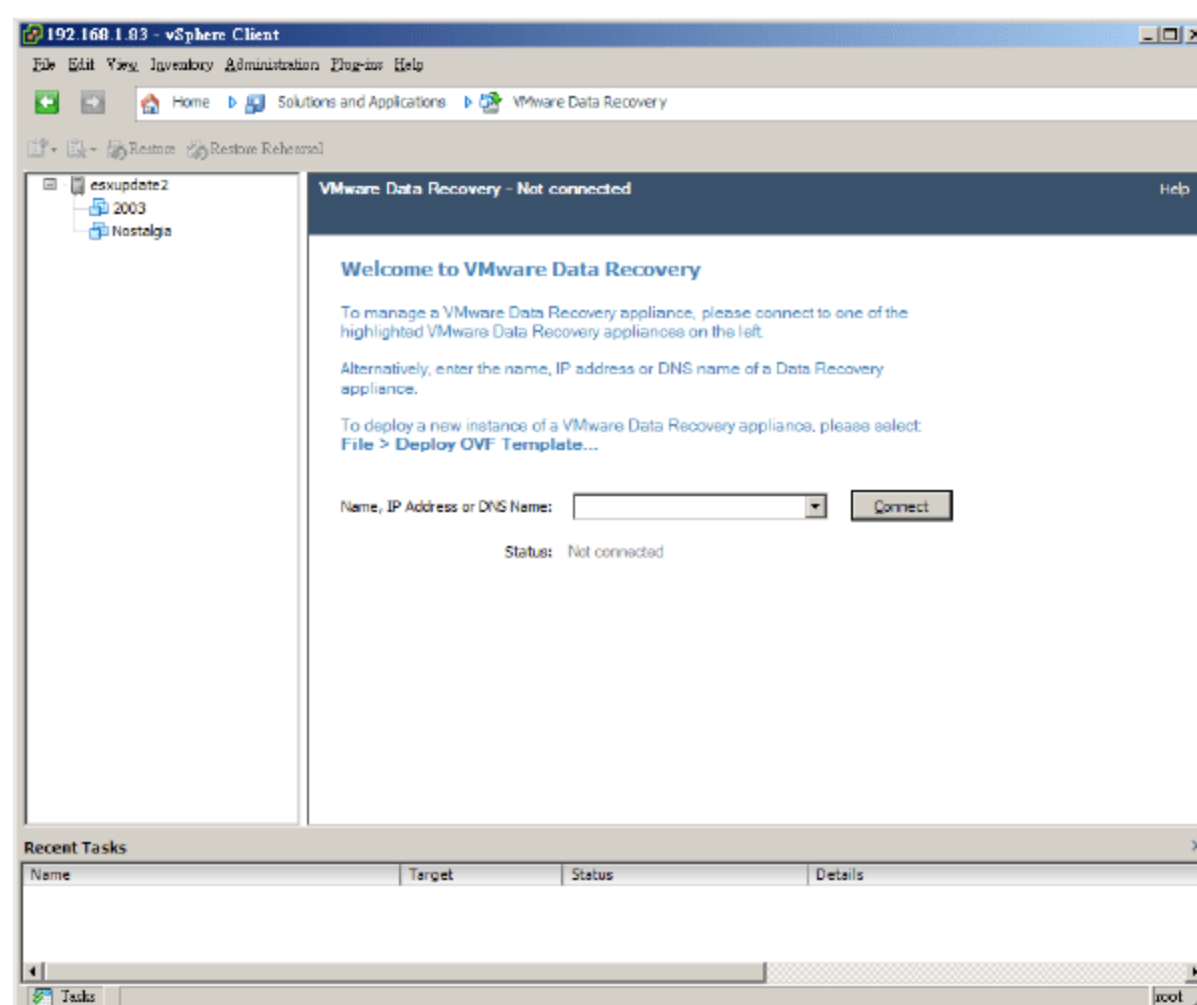 192.168.1.83 - vSphere Client
File Edit View Inventory Administration Plug-ins Help
Home Solutions and Applications VMware Data Recovery
Restore Restore Rehearsal
esxupdate2
2003
Nostalgia
VMware Data Recovery - Not connected Help
Welcome to VMware Data Recovery
To manage a VMware Data Recovery appliance, please connect to one of the
highlighted VMware Data Recovery appliances on the left.
Alternatively, enter the name, IP address or DNS name of a Data Recovery
appliance.
To deploy a new instance of a VMware Data Recovery appliance, please select:
File > Deploy OVF Template...
Name, IP Address or DNS Name: Connect
Status: Not connected
Recent Tasks
Name Target Status Details
Tasks root